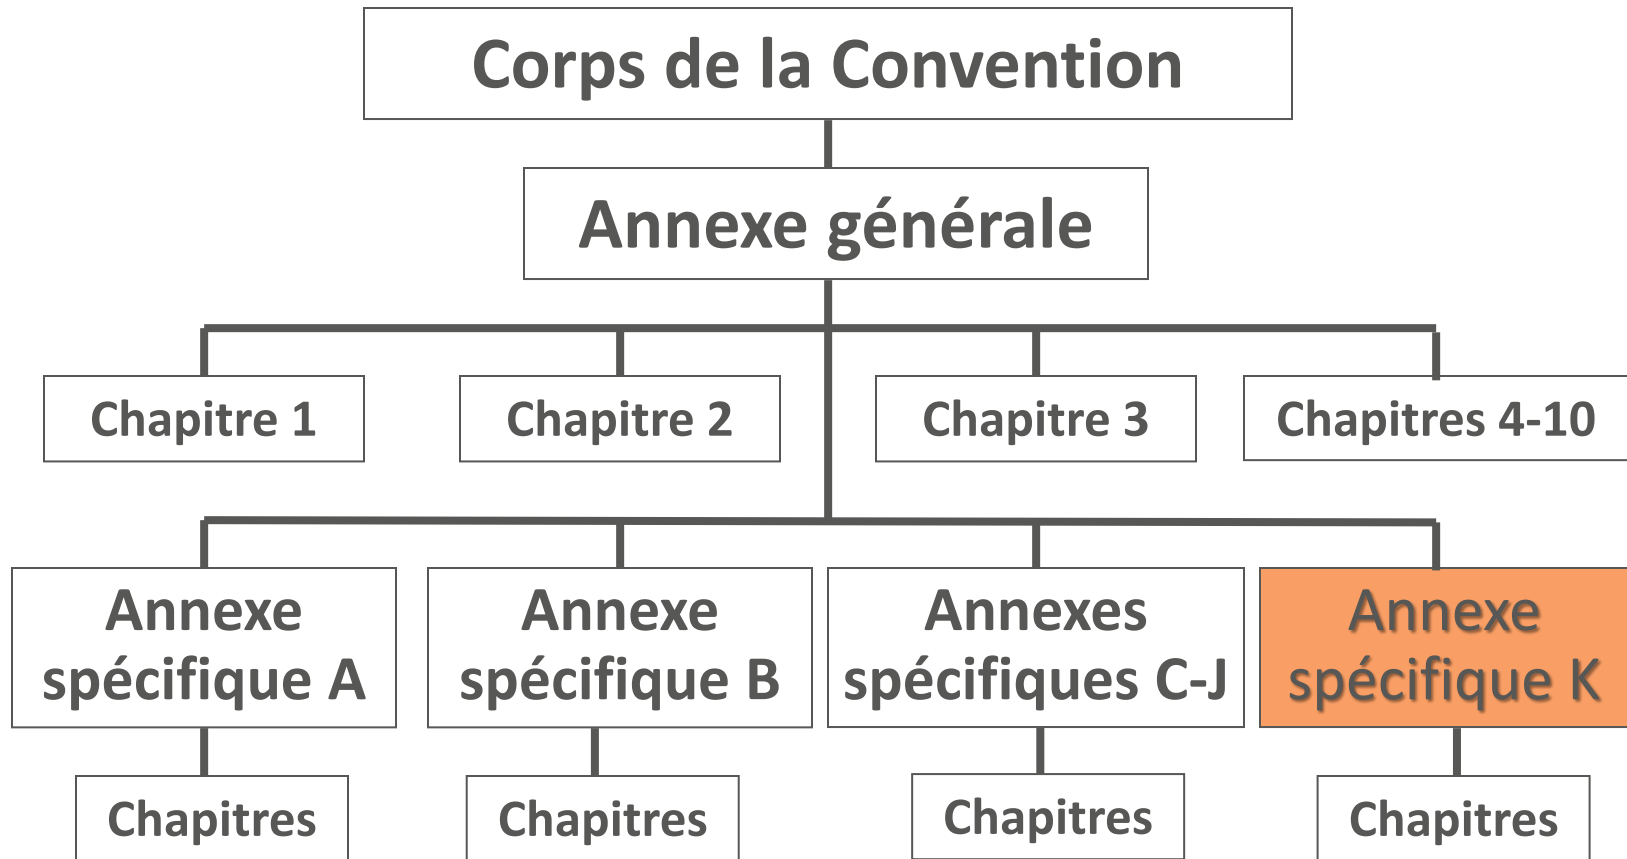 Corps de la Convention
Annexe générale
Chapitre 1
Chapitre 2
Chapitre 3
Chapitres 4-10
Annexe
spécifique A
Annexe
spécifique B
Annexes
spécifiques C-J
Annexe
spécifique K
Chapitres
Chapitres
Chapitres
Chapitres